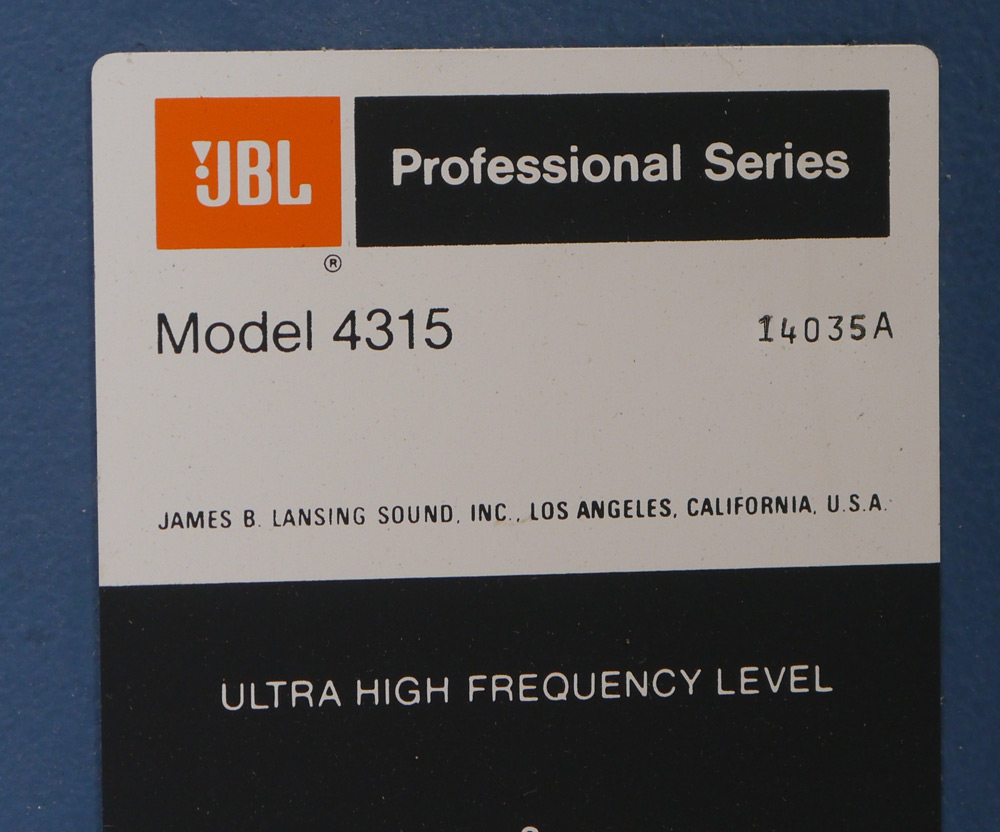 JBL Professional Series
®
Model 4315 14035A
JAMES B. LANSING SOUND, INC., LOS ANGELES, CALIFORNIA, U.S.A.
ULTRA HIGH FREQUENCY LEVEL